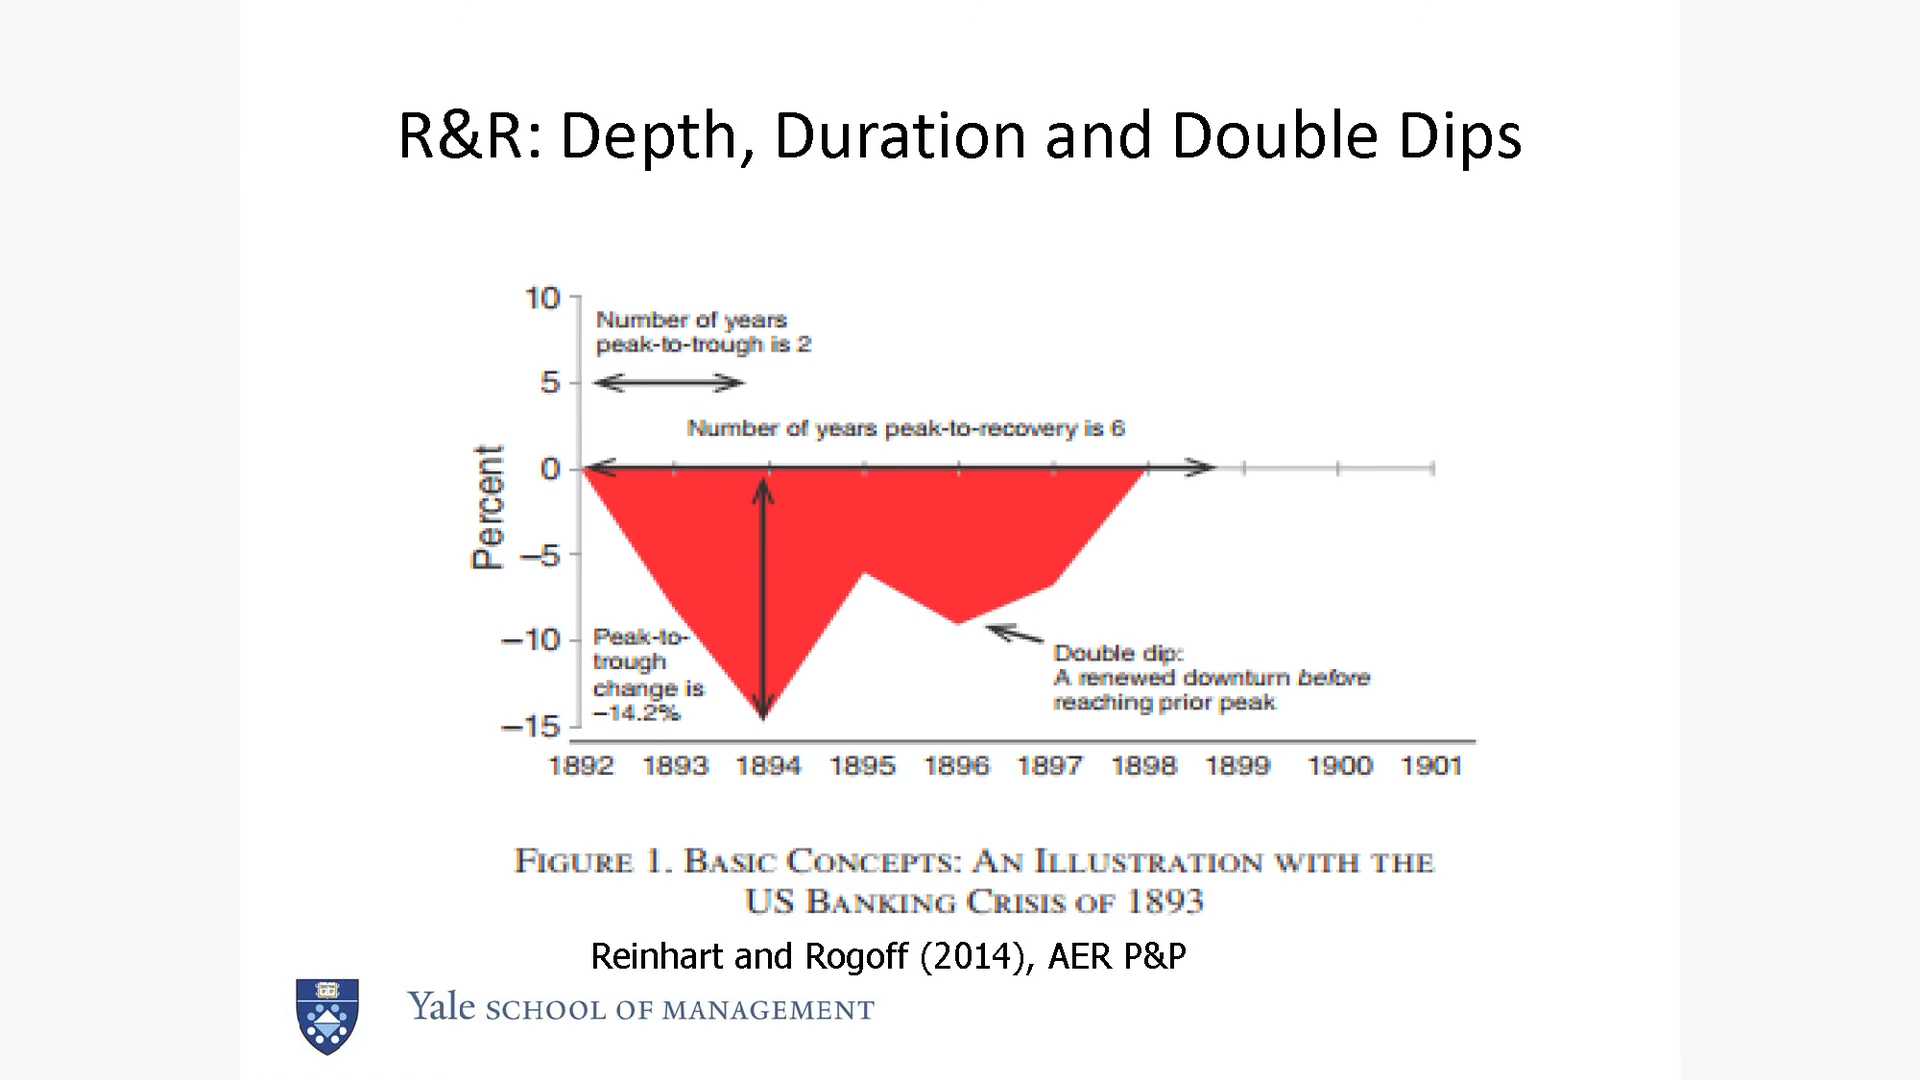 R&R: Depth, Duration and Double Dips
10
Number of years
peak-to-trough is 2
5
Number of years peak-to-recovery is 6
0
Percent
–5
–10
Peak-to-
trough
change is
–14.2%
Double dip:
A renewed downturn before
reaching prior peak
–15
1892 1893 1894 1895 1896 1897 1898 1899 1900 1901
FIGURE 1. BASIC CONCEPTS: AN ILLUSTRATION WITH THE
US BANKING CRISIS OF 1893
Reinhart and Rogoff (2014), AER P&P
Yale SCHOOL OF MANAGEMENT